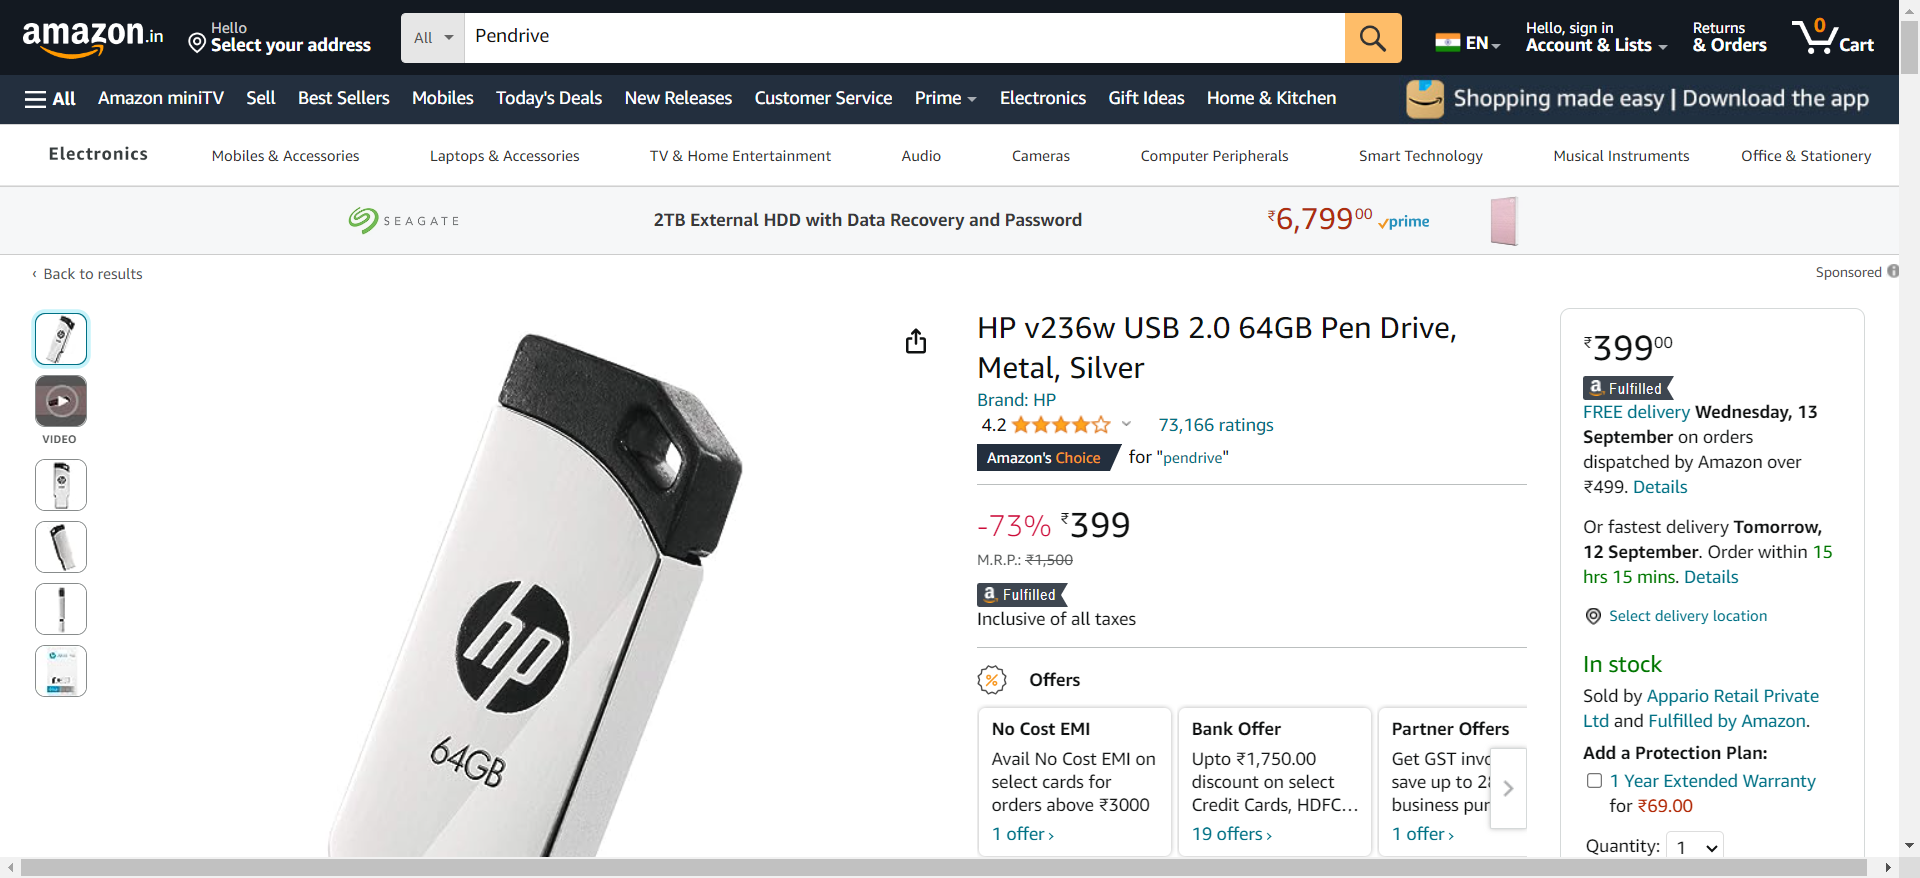 amazon.in
Hello
Select your address
All
Pendrive
EN
Hello, sign in
Account & Lists
Returns
& Orders
0
Cart
All
Amazon miniTV
Sell
Best Sellers
Mobiles
Today's Deals
New Releases
Customer Service
Prime
Electronics
Gift Ideas
Home & Kitchen
Shopping made easy | Download the app
Electronics
Mobiles & Accessories
Laptops & Accessories
TV & Home Entertainment
Audio
Cameras
Computer Peripherals
Smart Technology
Musical Instruments
Office & Stationery
SEAGATE
2TB External HDD with Data Recovery and Password
₹6,79900 prime
‹ Back to results
Sponsored
VIDEO
hp
64GB
HP v236w USB 2.0 64GB Pen Drive,
Metal, Silver
Brand: HP
4.2
73,166 ratings
Amazon's Choice for "pendrive"
-73% ₹399
M.R.P.: ₹1,500
a Fulfilled
Inclusive of all taxes
% Offers
No Cost EMI
Avail No Cost EMI on
select cards for
orders above ₹3000
1 offer ›
Bank Offer
Upto ₹1,750.00
discount on select
Credit Cards, HDFC…
19 offers ›
Partner Offers
Get GST invo
save up to 28
business pur
1 offer ›
₹39900
a Fulfilled
FREE delivery Wednesday, 13
September on orders
dispatched by Amazon over
₹499. Details
Or fastest delivery Tomorrow,
12 September. Order within 15
hrs 15 mins. Details
Select delivery location
In stock
Sold by Appario Retail Private
Ltd and Fulfilled by Amazon.
Add a Protection Plan:
1 Year Extended Warranty
for ₹69.00
Quantity: 1